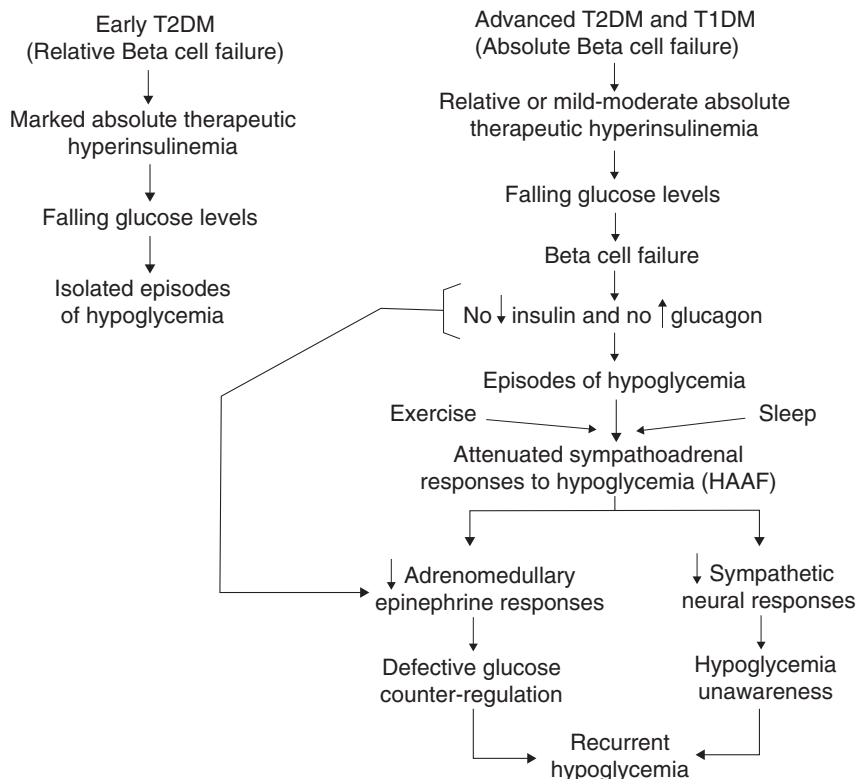 Early T2DM
(Relative Beta cell failure)
Marked absolute therapeutic
hyperinsulinemia
Falling glucose levels
Isolated episodes
of hypoglycemia
Advanced T2DM and T1DM
(Absolute Beta cell failure)
Relative or mild-moderate absolute
therapeutic hyperinsulinemia
Falling glucose levels
Beta cell failure
No ↓ insulin and no ↑ glucagon
Episodes of hypoglycemia
Exercise
Sleep
Attenuated sympathoadrenal
responses to hypoglycemia (HAAF)
↓ Adrenomedullary
epinephrine responses
↓ Sympathetic
neural responses
Defective glucose
counter-regulation
Hypoglycemia
unawareness
Recurrent
hypoglycemia